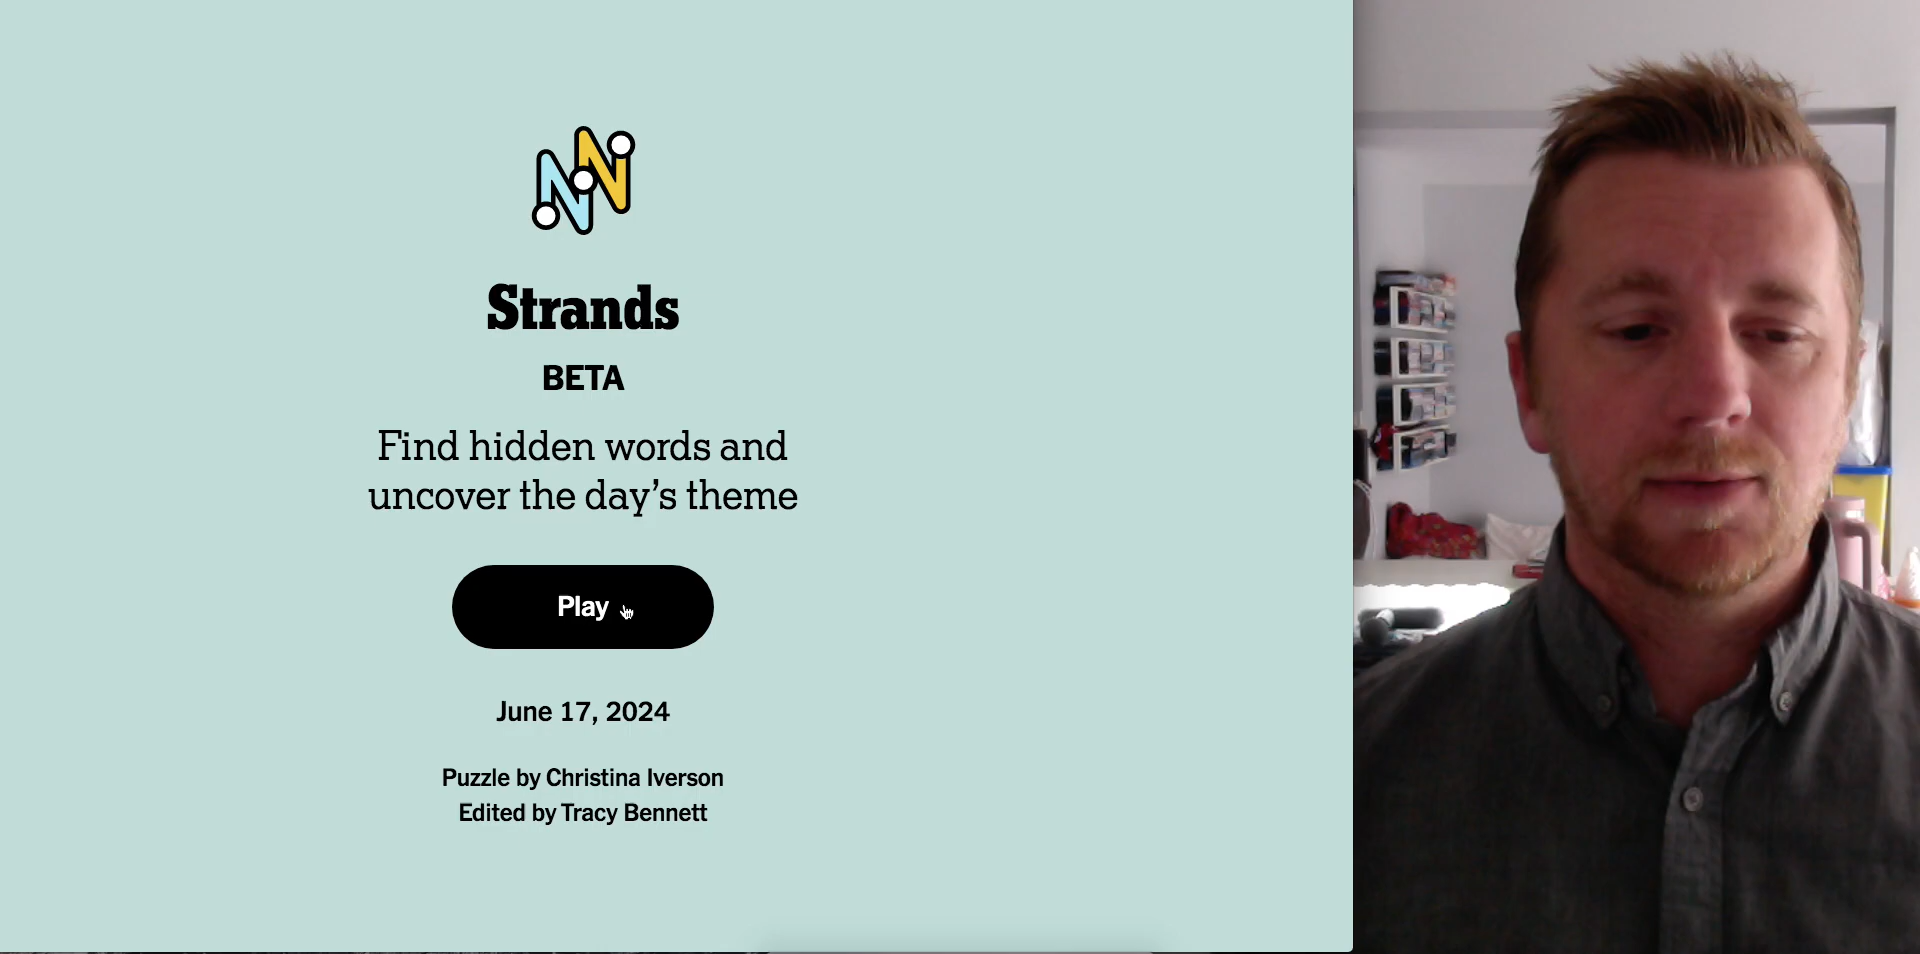 Strands
BETA
Find hidden words and
uncover the day's theme
Play
June 17, 2024
Puzzle by Christina Iverson
Edited by Tracy Bennett